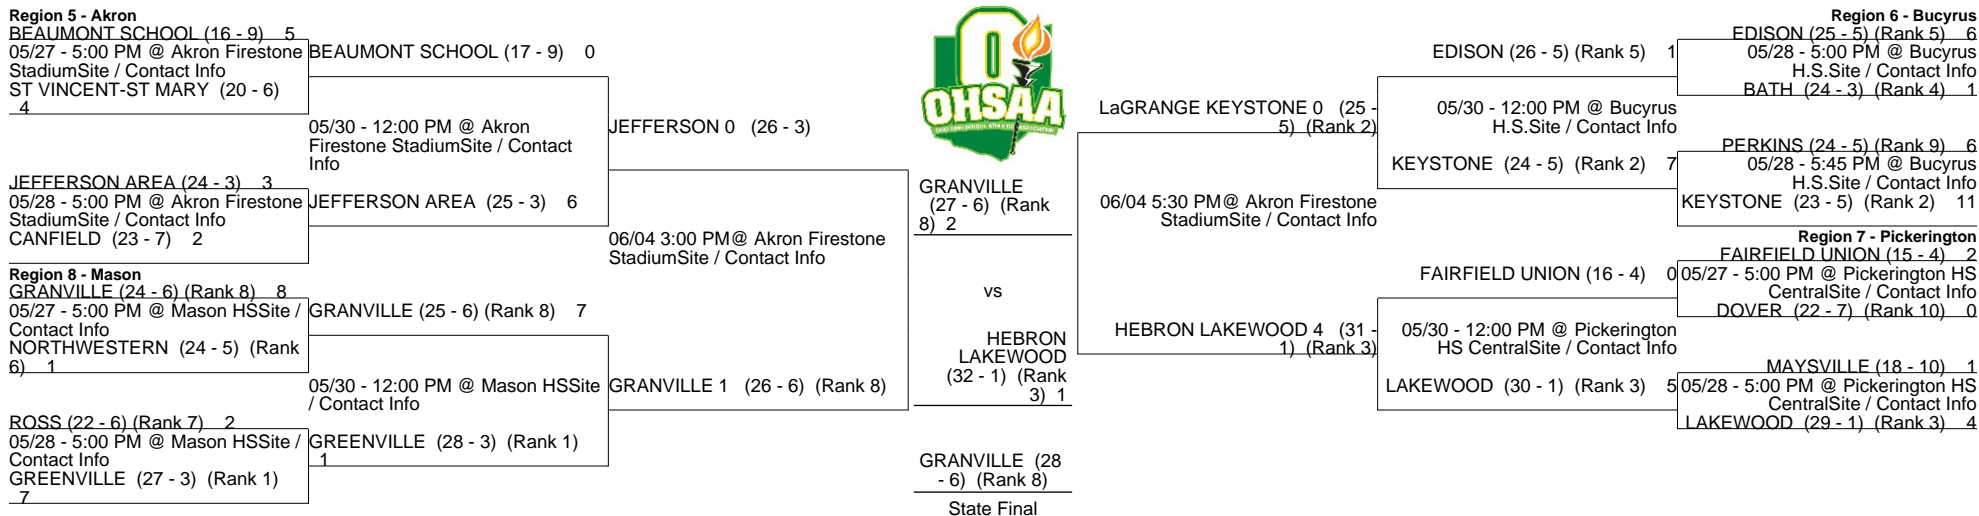 Region 5 - Akron
BEAUMONT SCHOOL (16 - 9) 5
05/27 - 5:00 PM @ Akron Firestone
StadiumSite / Contact Info
ST VINCENT-ST MARY (20 - 6)
4
JEFFERSON AREA (24 - 3) 3
05/28 - 5:00 PM @ Akron Firestone
StadiumSite / Contact Info
CANFIELD (23 - 7) 2
Region 8 - Mason
GRANVILLE (24 - 6) (Rank 8) 8
05/27 - 5:00 PM @ Mason HSSite /
Contact Info
NORTHWESTERN (24 - 5) (Rank
6) 1
ROSS (22 - 6) (Rank 7) 2
05/28 - 5:00 PM @ Mason HSSite /
Contact Info
GREENVILLE (27 - 3) (Rank 1)
7
BEAUMONT SCHOOL (17 - 9) 0
05/30 - 12:00 PM @ Akron
Firestone StadiumSite / Contact
Info
JEFFERSON AREA (25 - 3) 6
GRANVILLE (25 - 6) (Rank 8) 7
05/30 - 12:00 PM @ Mason HSSite
/ Contact Info
GREENVILLE (28 - 3) (Rank 1)
1
JEFFERSON 0 (26 - 3)
06/04 3:00 PM@ Akron Firestone
StadiumSite / Contact Info
GRANVILLE 1 (26 - 6) (Rank 8)
OHSAA
GRANVILLE
(27 - 6) (Rank
8) 2
vs
HEBRON
LAKEWOOD
(32 - 1) (Rank
3) 1
GRANVILLE (28
- 6) (Rank 8)
State Final
LaGRANGE KEYSTONE 0 (25 -
5) (Rank 2)
06/04 5:30 PM@ Akron Firestone
StadiumSite / Contact Info
HEBRON LAKEWOOD 4 (31 -
1) (Rank 3)
EDISON (26 - 5) (Rank 5) 1
05/30 - 12:00 PM @ Bucyrus
H.S.Site / Contact Info
KEYSTONE (24 - 5) (Rank 2) 7
FAIRFIELD UNION (16 - 4) 0
05/30 - 12:00 PM @ Pickerington
HS CentralSite / Contact Info
LAKEWOOD (30 - 1) (Rank 3) 5
Region 6 - Bucyrus
EDISON (25 - 5) (Rank 5) 6
05/28 - 5:00 PM @ Bucyrus
H.S.Site / Contact Info
BATH (24 - 3) (Rank 4) 1
PERKINS (24 - 5) (Rank 9) 6
05/28 - 5:45 PM @ Bucyrus
H.S.Site / Contact Info
KEYSTONE (23 - 5) (Rank 2) 11
Region 7 - Pickerington
FAIRFIELD UNION (15 - 4) 2
05/27 - 5:00 PM @ Pickerington HS
CentralSite / Contact Info
DOVER (22 - 7) (Rank 10) 0
MAYSVILLE (18 - 10) 1
05/28 - 5:00 PM @ Pickerington HS
CentralSite / Contact Info
LAKEWOOD (29 - 1) (Rank 3) 4